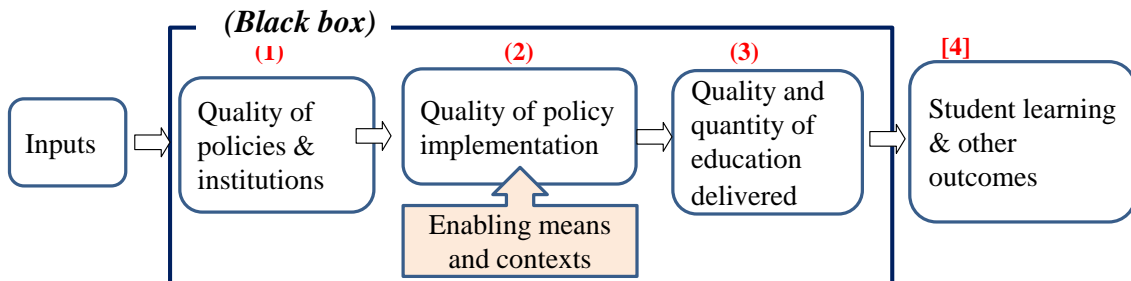 (Black box)
(1)
(2)
(3)
[4]
Inputs
Quality of
policies &
institutions
Quality of policy
implementation
Quality and
quantity of
education
delivered
Student learning
& other
outcomes
Enabling means
and contexts